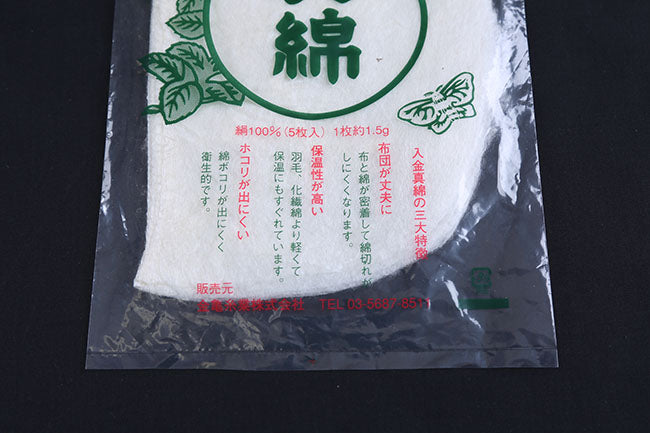 綿
絹100%（5枚入）1枚約1.5g
入金真綿の三大特徴
布団が丈夫に
布と綿が密着して綿切れが
しにくくなります。
保温性が高い
羽毛、化繊綿より軽くて
保温にもすぐれています。
ホコリが出にくい
綿ボコリが出にくく
衛生的です。
販売元
金亀糸業株式会社 TEL 03-5687-8511